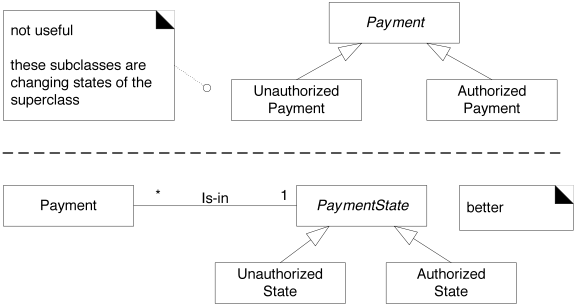 not useful
these subclasses are
changing states of the
superclass
Payment
Unauthorized
Payment
Authorized
Payment
Payment
*
Is-in
1
PaymentState
better
Unauthorized
State
Authorized
State